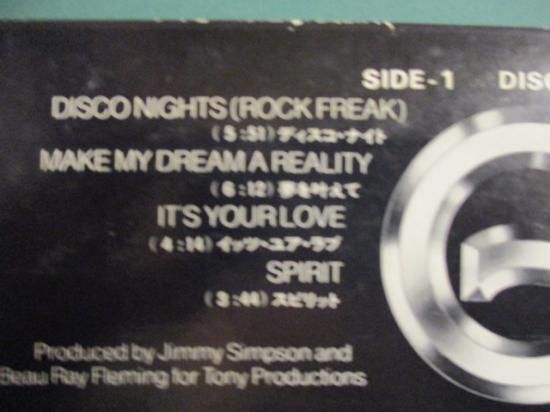 SIDE-1 DISC
DISCO NIGHTS (ROCK FREAK)
(5:51) ディスコ・ナイト
MAKE MY DREAM A REALITY
(6:12) 夢を叶えて
IT'S YOUR LOVE
(4:14) イッツ・ユア・ラブ
SPIRIT
(3:44) スピリット
Produced by Jimmy Simpson and
Beau Ray Fleming for Tony Productions